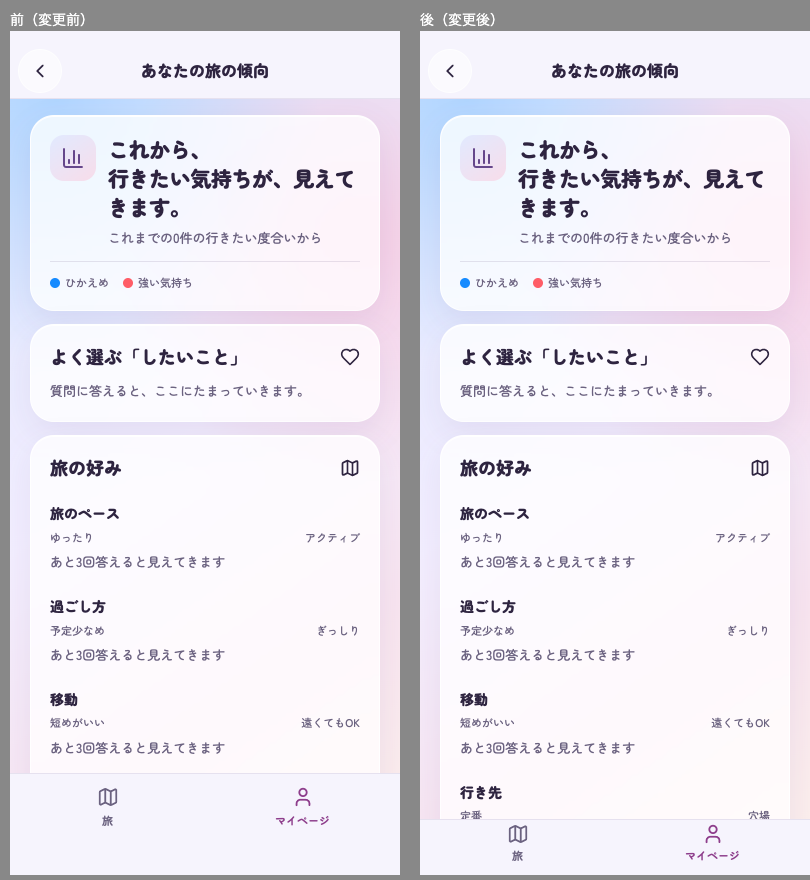 前（変更前）
あなたの旅の傾向
これから、
行きたい気持ちが、見えて
きます。
これまでの0件の行きたい度合いから
ひかえめ 強い気持ち
よく選ぶ「したいこと」
質問に答えると、ここにたまっていきます。
旅の好み
旅のペース
ゆったり アクティブ
あと3回答えると見えてきます
過ごし方
予定少なめ ぎっしり
あと3回答えると見えてきます
移動
短めがいい 遠くてもOK
あと3回答えると見えてきます
旅 マイページ
後（変更後）
あなたの旅の傾向
これから、
行きたい気持ちが、見えて
きます。
これまでの0件の行きたい度合いから
ひかえめ 強い気持ち
よく選ぶ「したいこと」
質問に答えると、ここにたまっていきます。
旅の好み
旅のペース
ゆったり アクティブ
あと3回答えると見えてきます
過ごし方
予定少なめ ぎっしり
あと3回答えると見えてきます
移動
短めがいい 遠くてもOK
あと3回答えると見えてきます
行き先
定番 穴場
旅 マイページ